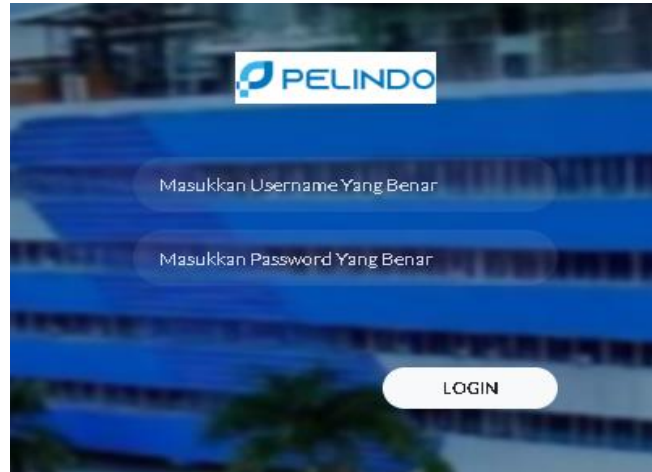 PELINDO
Masukkan Username Yang Benar
Masukkan Password Yang Benar
LOGIN